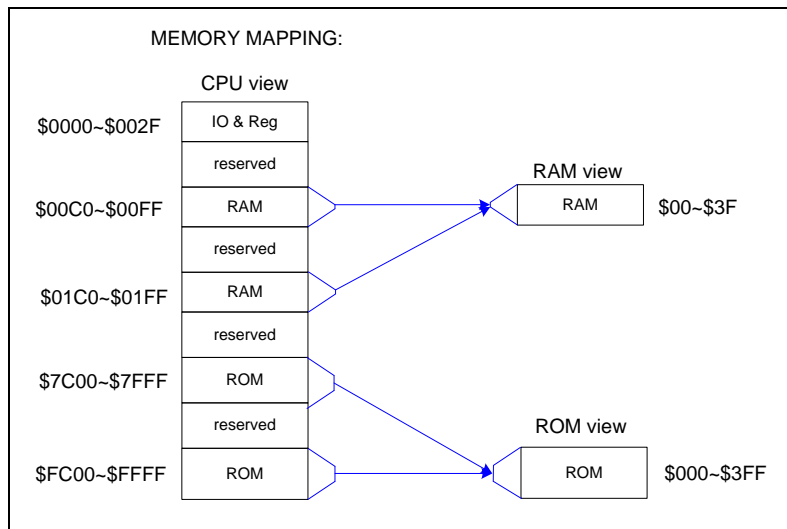 MEMORY MAPPING:
CPU view
$0000~$002F IO & Reg
reserved
RAM view
$00C0~$00FF RAM RAM $00~$3F
reserved
$01C0~$01FF RAM
reserved
$7C00~$7FFF ROM
reserved
ROM view
$FC00~$FFFF ROM ROM $000~$3FF